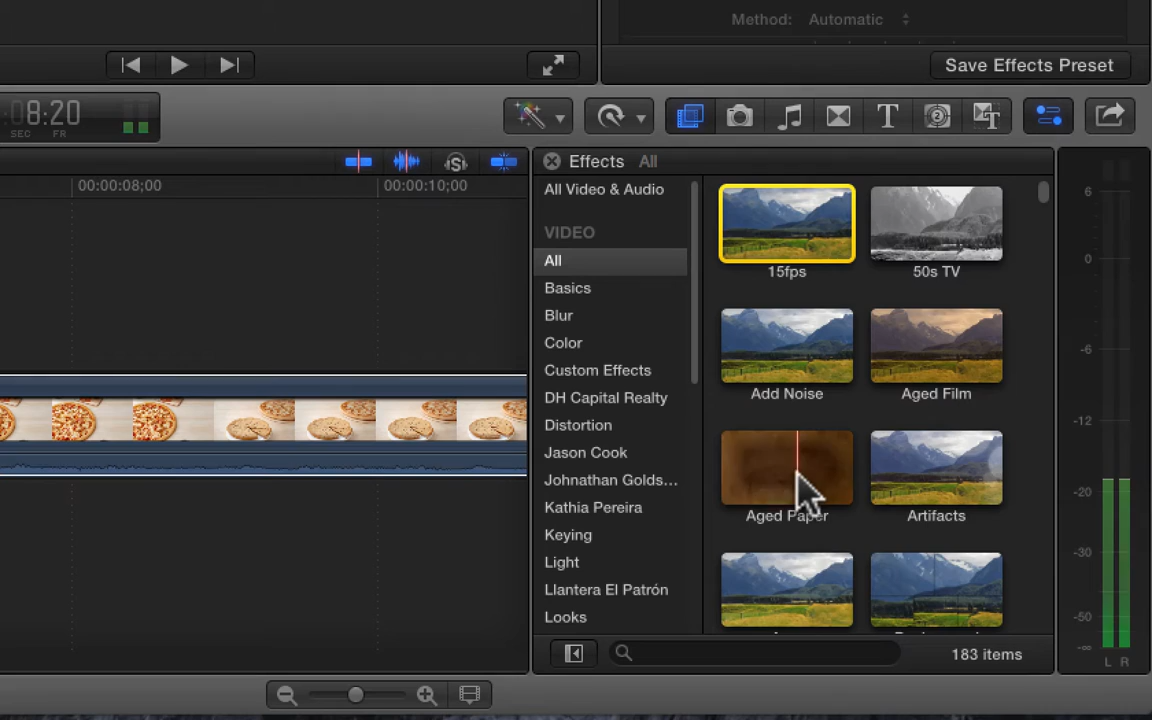 Method: Automatic
Save Effects Preset
8:20
SEC FR
T
2
T
00:00:08;00
00:00:10;00
S
Effects All
All Video & Audio
VIDEO
All
Basics
Blur
Color
Custom Effects
DH Capital Realty
Distortion
Jason Cook
Johnathan Golds...
Kathia Pereira
Keying
Light
Llantera El Patrón
Looks
15fps
50s TV
Add Noise
Aged Film
Aged Paper
Artifacts
183 items
6
0
-6
-12
-20
-30
-50
-∞
L R